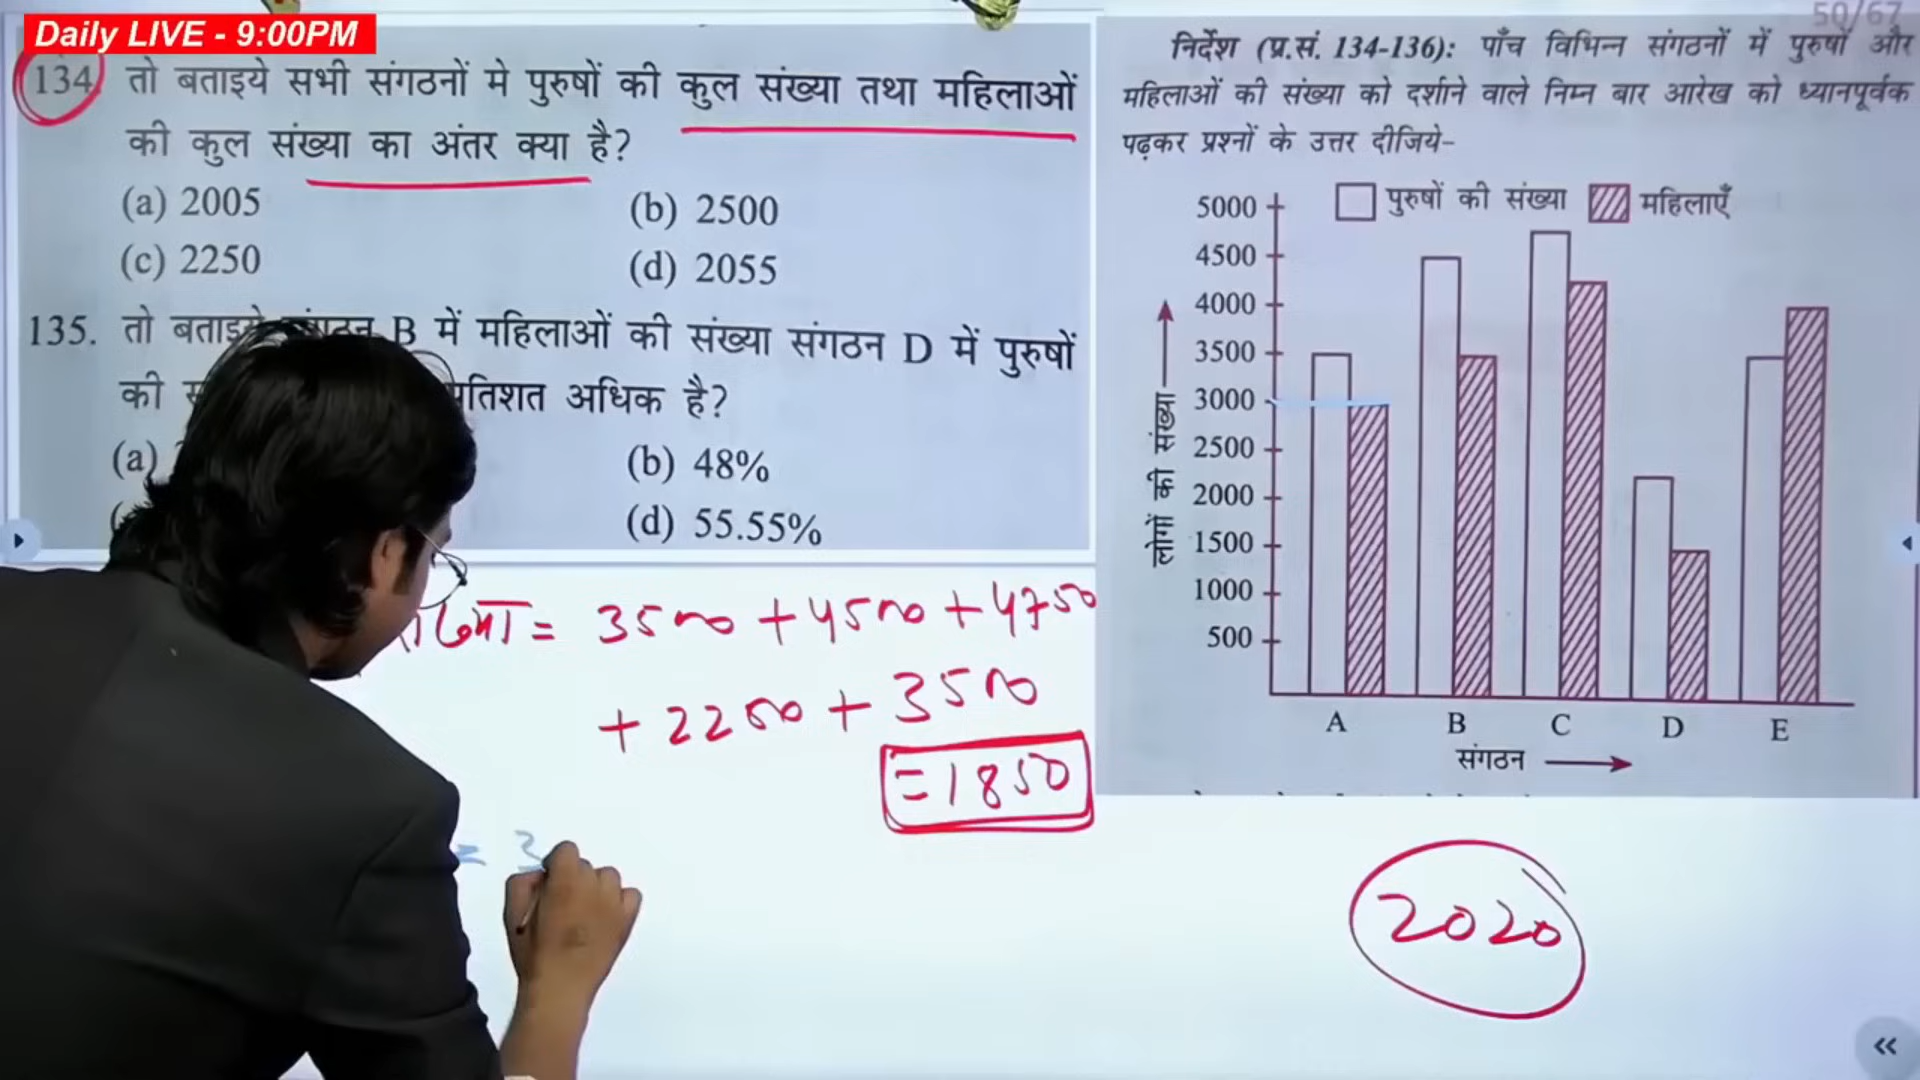 Daily LIVE - 9:00PM
134 तो बताइये सभी संगठनों मे पुरुषों की कुल संख्या तथा महिलाओं
की कुल संख्या का अंतर क्या है?
(a) 2005 (b) 2500
(c) 2250 (d) 2055
135. तो बताइये संगठन B में महिलाओं की संख्या संगठन D में पुरुषों
की प्रतिशत अधिक है?
(a) (b) 48%
(d) 55.55%
50/67
निर्देश (प्र.सं. 134-136): पाँच विभिन्न संगठनों में पुरुषों और
महिलाओं की संख्या को दर्शाने वाले निम्न बार आरेख को ध्यानपूर्वक
पढ़कर प्रश्नों के उत्तर दीजिये-
पुरुषों की संख्या महिलाएँ
5000
4500
4000
3500
3000
2500
2000
1500
1000
500
लोगों की संख्या
A B C D E
संगठन
= 3500 + 4500 + 4750
+ 2250 + 3500
= 1850
= 3
2020